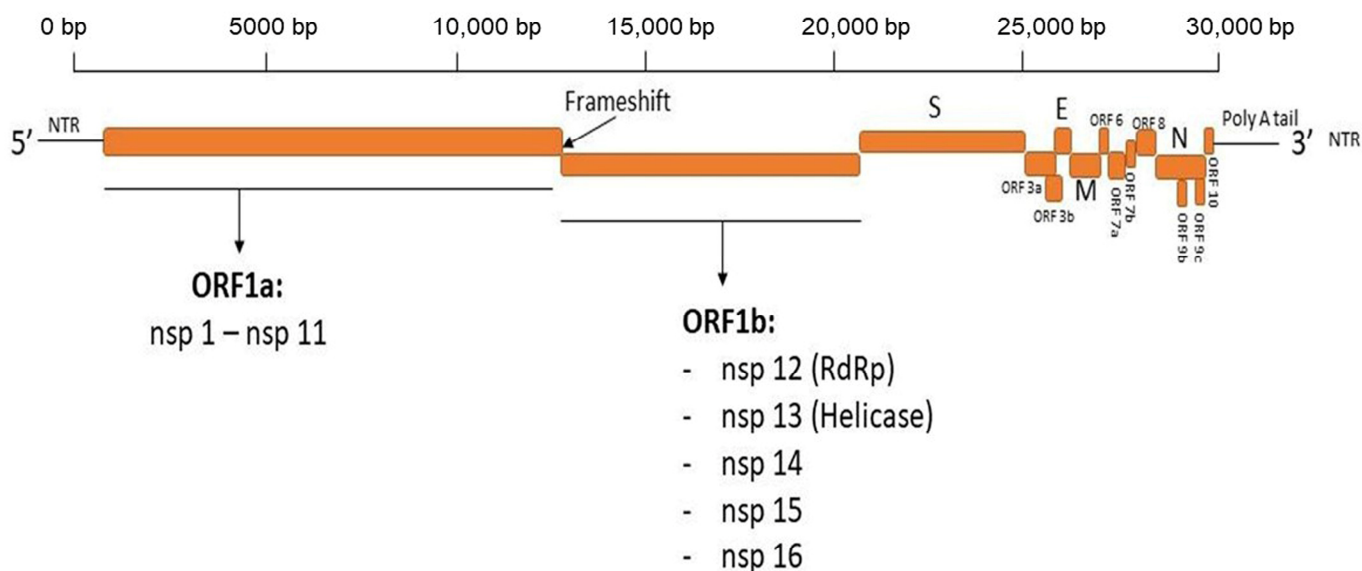 0 bp 5000 bp 10,000 bp 15,000 bp 20,000 bp 25,000 bp 30,000 bp
Frameshift
S
E
ORF 6
ORF 8
N
Poly A tail
5’ NTR
3’ NTR
ORF 3a
ORF 3b
M
ORF 7a
ORF 7b
ORF 9b
ORF 9c
ORF 10
ORF1a:
nsp 1 – nsp 11
ORF1b:
- nsp 12 (RdRp)
- nsp 13 (Helicase)
- nsp 14
- nsp 15
- nsp 16